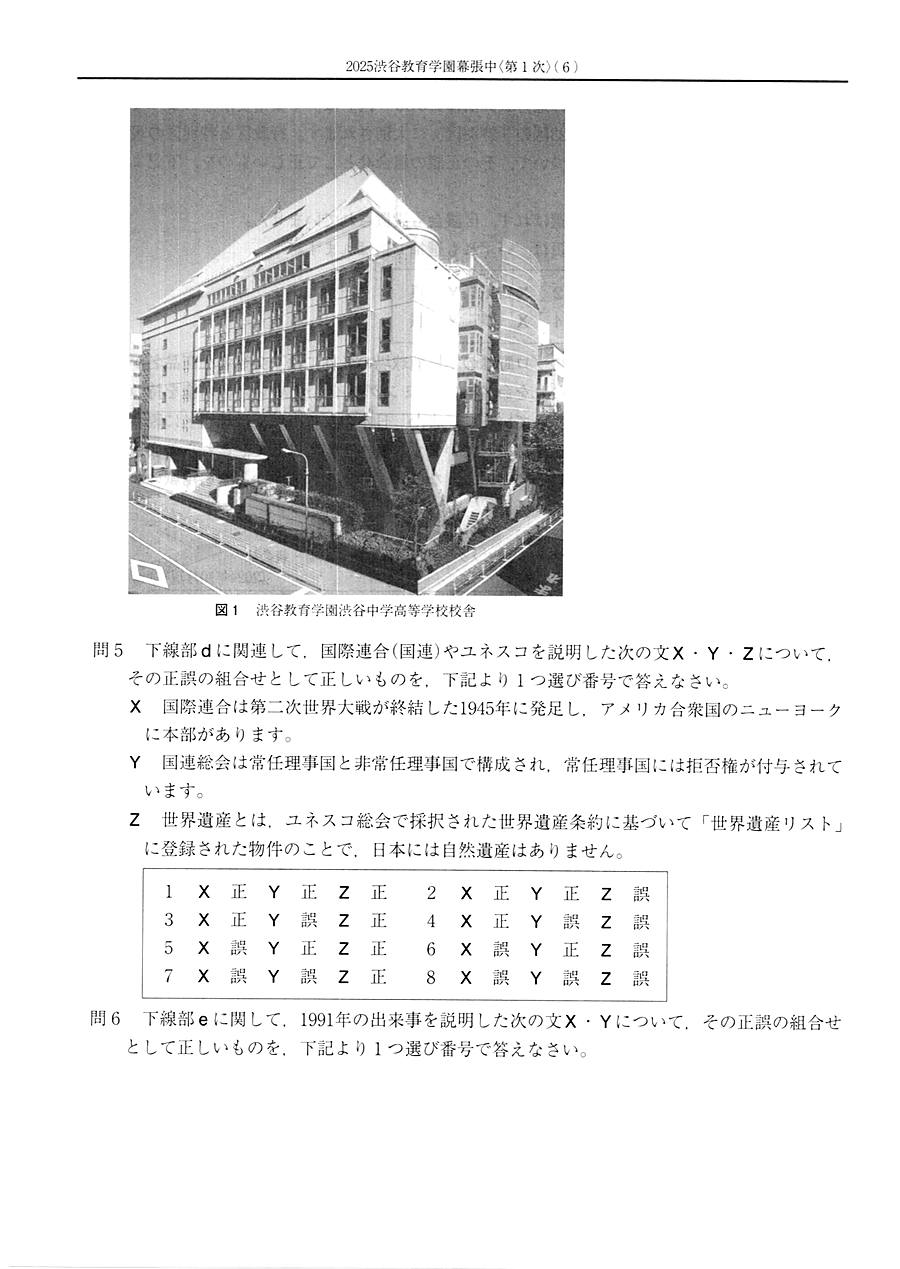 2025渋谷教育学園幕張中〈第1次〉(6)
図1 渋谷教育学園渋谷中学高等学校校舎
問5 下線部dに関連して，国際連合(国連)やユネスコを説明した次の文X・Y・Zについて，
その正誤の組合せとして正しいものを，下記より1つ選び番号で答えなさい。
X 国際連合は第二次世界大戦が終結した1945年に発足し，アメリカ合衆国のニューヨーク
に本部があります。
Y 国連総会は常任理事国と非常任理事国で構成され，常任理事国には拒否権が付与されて
います。
Z 世界遺産とは，ユネスコ総会で採択された世界遺産条約に基づいて「世界遺産リスト」
に登録された物件のことで，日本には自然遺産はありません。
1 X 正 Y 正 Z 正 2 X 正 Y 正 Z 誤
3 X 正 Y 誤 Z 正 4 X 正 Y 誤 Z 誤
5 X 誤 Y 正 Z 正 6 X 誤 Y 正 Z 誤
7 X 誤 Y 誤 Z 正 8 X 誤 Y 誤 Z 誤
問6 下線部eに関して，1991年の出来事を説明した次の文X・Yについて，その正誤の組合せ
として正しいものを，下記より1つ選び番号で答えなさい。